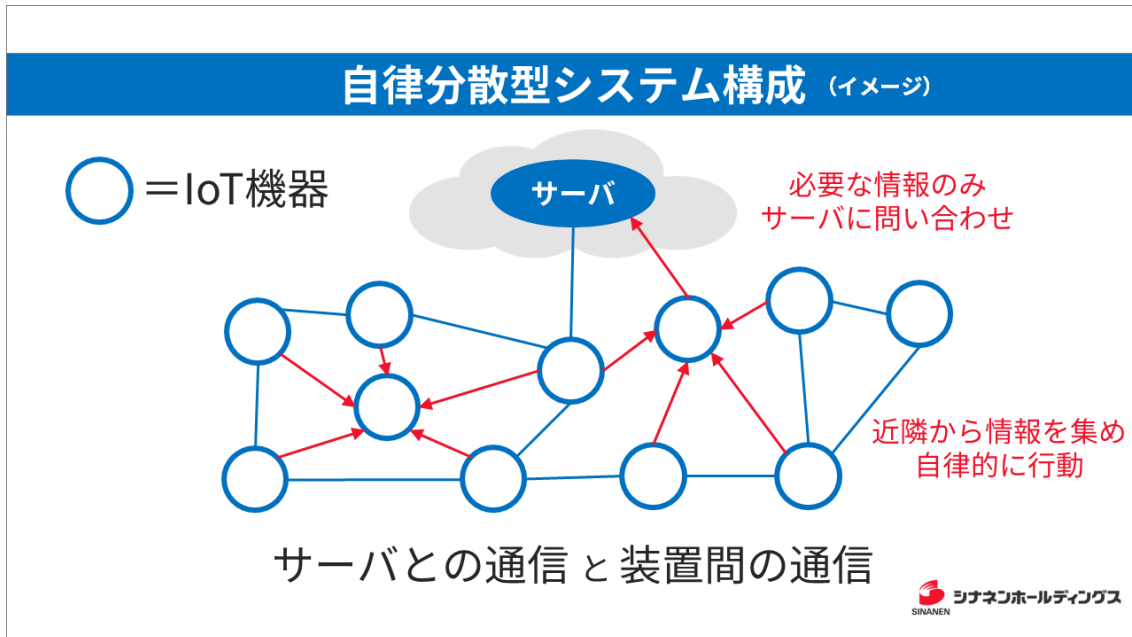 自律分散型システム構成 (イメージ)
＝IoT機器
サーバ
必要な情報のみ
サーバに問い合わせ
近隣から情報を集め
自律的に行動
サーバとの通信 と 装置間の通信
SINANEN シナネンホールディングス